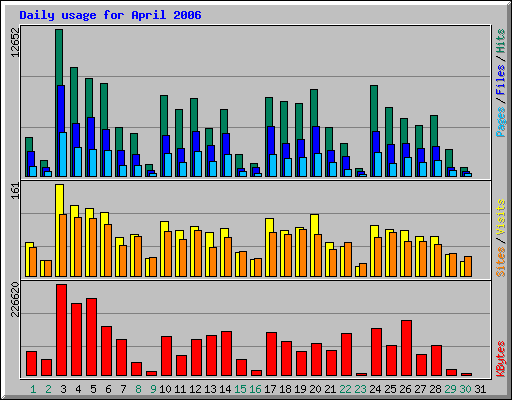 Daily usage for April 2006
12652
Pages / Files / Hits
161
Sites / Visits
226620
KBytes
1 2 3 4 5 6 7 8 9 10 11 12 13 14 15 16 17 18 19 20 21 22 23 24 25 26 27 28 29 30 31